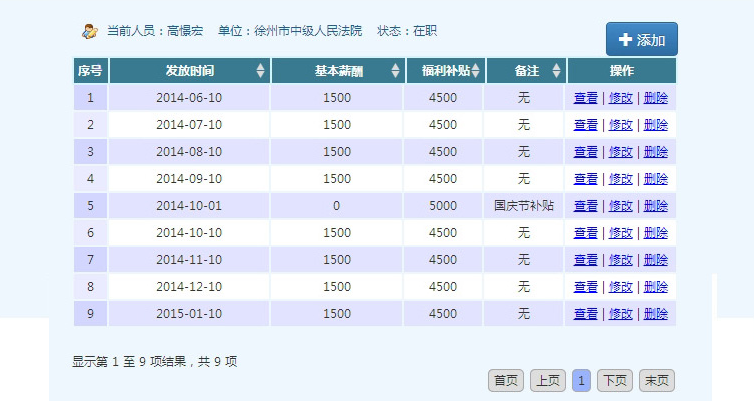 当前人员：高憬宏 单位：徐州市中级人民法院 状态：在职
添加
序号 发放时间 基本薪酬 福利补贴 备注 操作
1 2014-06-10 1500 4500 无 查看 | 修改 | 删除
2 2014-07-10 1500 4500 无 查看 | 修改 | 删除
3 2014-08-10 1500 4500 无 查看 | 修改 | 删除
4 2014-09-10 1500 4500 无 查看 | 修改 | 删除
5 2014-10-01 0 5000 国庆节补贴 查看 | 修改 | 删除
6 2014-10-10 1500 4500 无 查看 | 修改 | 删除
7 2014-11-10 1500 4500 无 查看 | 修改 | 删除
8 2014-12-10 1500 4500 无 查看 | 修改 | 删除
9 2015-01-10 1500 4500 无 查看 | 修改 | 删除
显示第 1 至 9 项结果，共 9 项
首页 上页 1 下页 末页